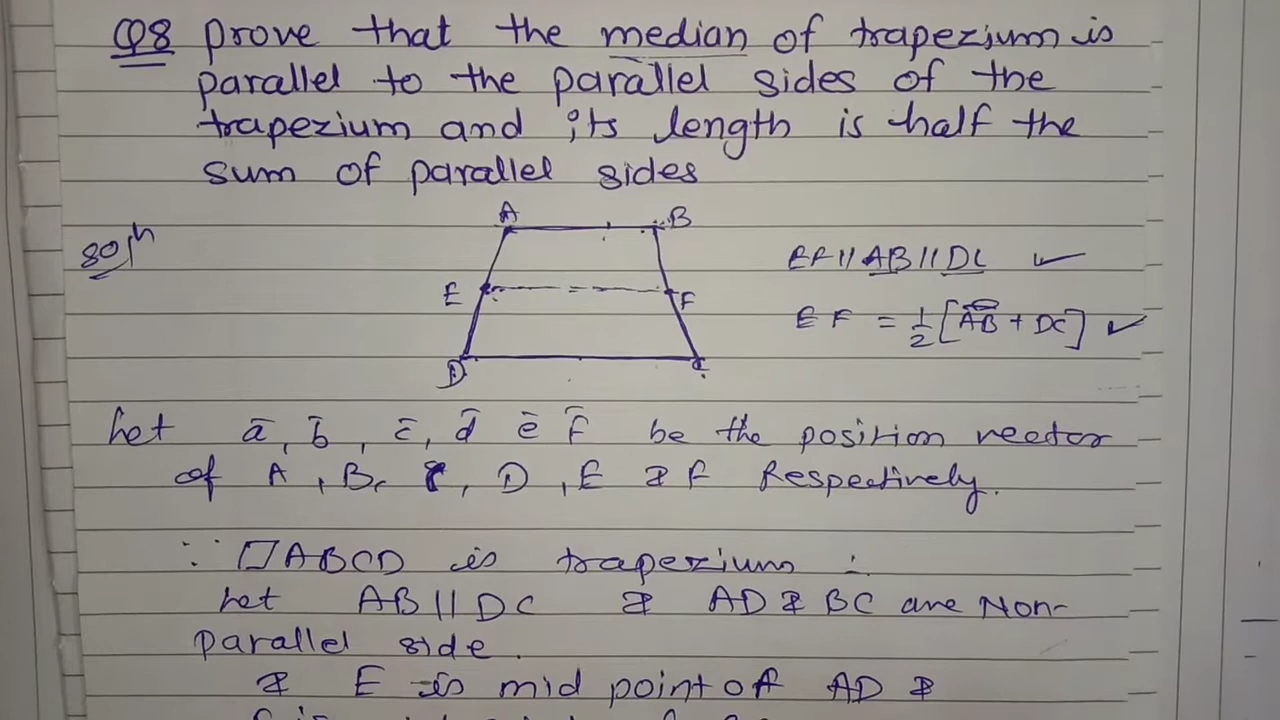 Q8 prove that the median of trapezium is
parallel to the parallel sides of the
trapezium and its length is half the
sum of parallel sides
Soln
A B
EF || AB || DC ✓
E F
EF = 1/2 [AB + DC] ✓
D C
Let a̅, b̅, c̅, d̅ e̅ F̅ be the position vector
of A, B, C, D, E & F Respectively.
∵ □ABCD is trapezium ∴
Let AB || DC & AD & BC are Non-
parallel side.
& E is mid point of AD &